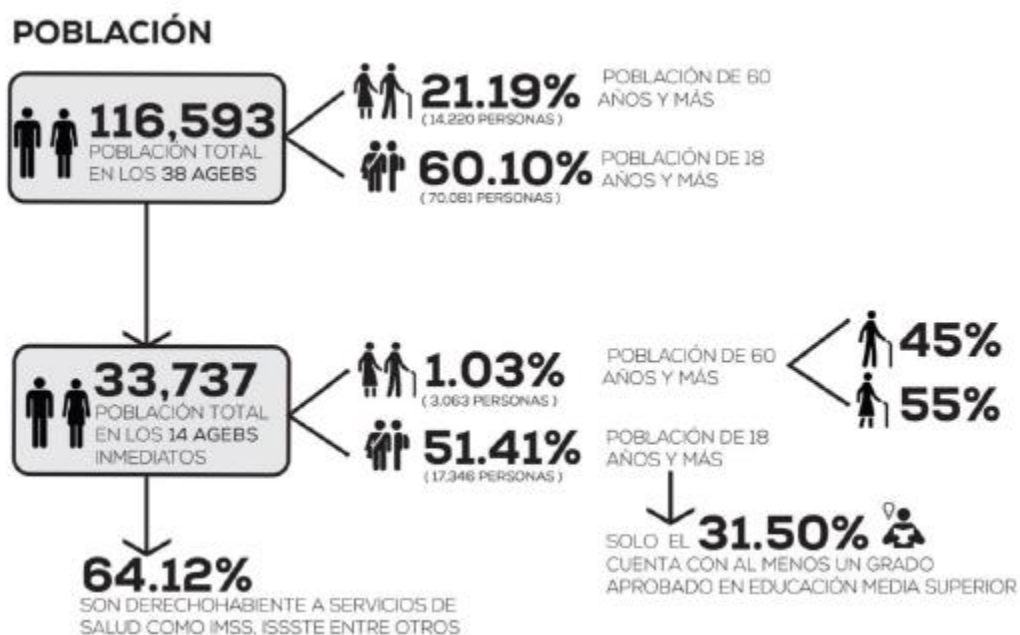 POBLACIÓN
116,593
POBLACIÓN TOTAL
EN LOS 38 AGEBS
21.19%
( 14,220 PERSONAS )
POBLACIÓN DE 60
AÑOS Y MÁS
60.10%
( 70,081 PERSONAS )
POBLACIÓN DE 18
AÑOS Y MÁS
33,737
POBLACIÓN TOTAL
EN LOS 14 AGEBS
INMEDIATOS
1.03%
( 3,063 PERSONAS )
POBLACIÓN DE 60
AÑOS Y MÁS
45%
55%
51.41%
( 17,346 PERSONAS )
POBLACIÓN DE 18
AÑOS Y MÁS
SOLO EL 31.50%
CUENTA CON AL MENOS UN GRADO
APROBADO EN EDUCACIÓN MEDIA SUPERIOR
64.12%
SON DERECHOHABIENTE A SERVICIOS DE
SALUD COMO IMSS, ISSSTE ENTRE OTROS